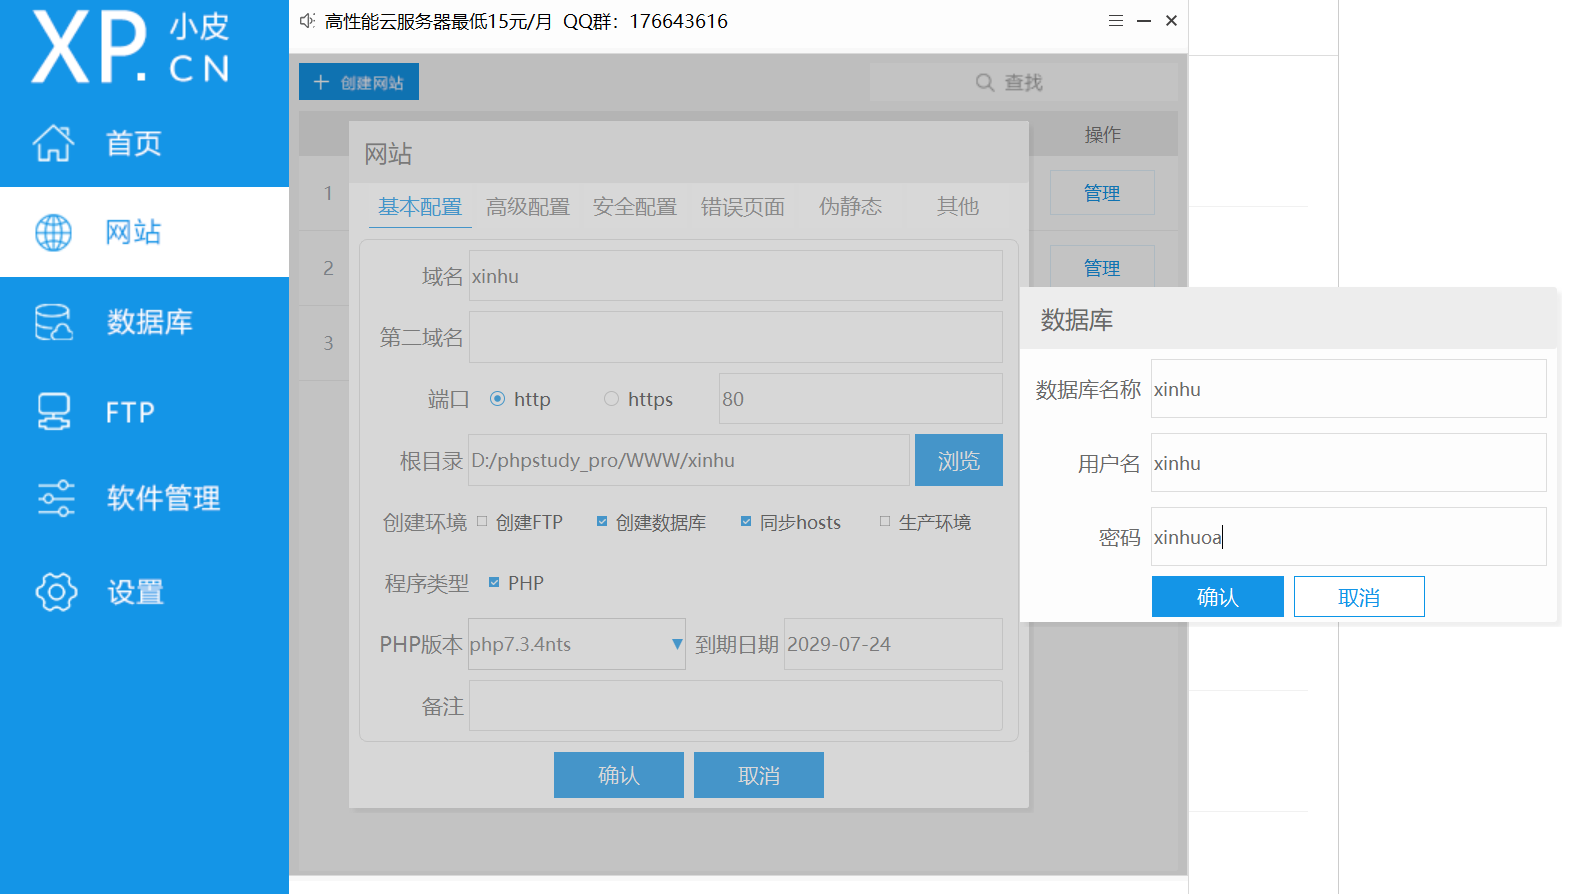 XP.小皮
CN
首页
网站
数据库
FTP
软件管理
设置
高性能云服务器最低15元/月 QQ群：176643616
创建网站
查找
操作
1
管理
2
管理
3
网站
基本配置 高级配置 安全配置 错误页面 伪静态 其他
域名 xinhu
第二域名
端口 http https 80
根目录 D:/phpstudy_pro/WWW/xinhu 浏览
创建环境 创建FTP 创建数据库 同步hosts 生产环境
程序类型 PHP
PHP版本 php7.3.4nts 到期日期 2029-07-24
备注
确认 取消
数据库
数据库名称 xinhu
用户名 xinhu
密码 xinhuoa
确认 取消